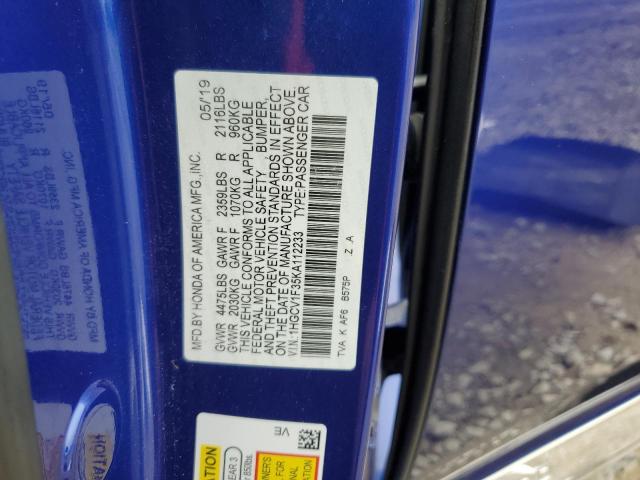 MFD.BY HONDA OF AMERICA MFG.,INC. 05/19
GVWR 4475LBS GAWR F 2359LBS R 2116LBS
GVWR 2030KG GAWR F 1070KG R 960KG
THIS VEHICLE CONFORMS TO ALL APPLICABLE
FEDERAL MOTOR VEHICLE SAFETY BUMPER,
AND THEFT PREVENTION STANDARDS IN EFFECT
ON THE DATE OF MANUFACTURE SHOWN ABOVE.
V.I.N. 1HGCV1F35KA112233 TYPE:PASSENGER CAR
TVA K AF6 B575P Z .A